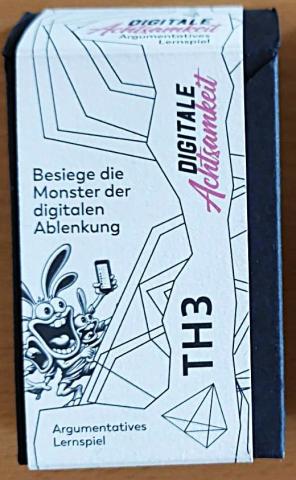 DIGITALE
Achtsamkeit
Argumentatives
Lernspiel
DIGITALE
Achtsamkeit
Besiege die
Monster der
digitalen
Ablenkung
TH3
Argumentatives
Lernspiel